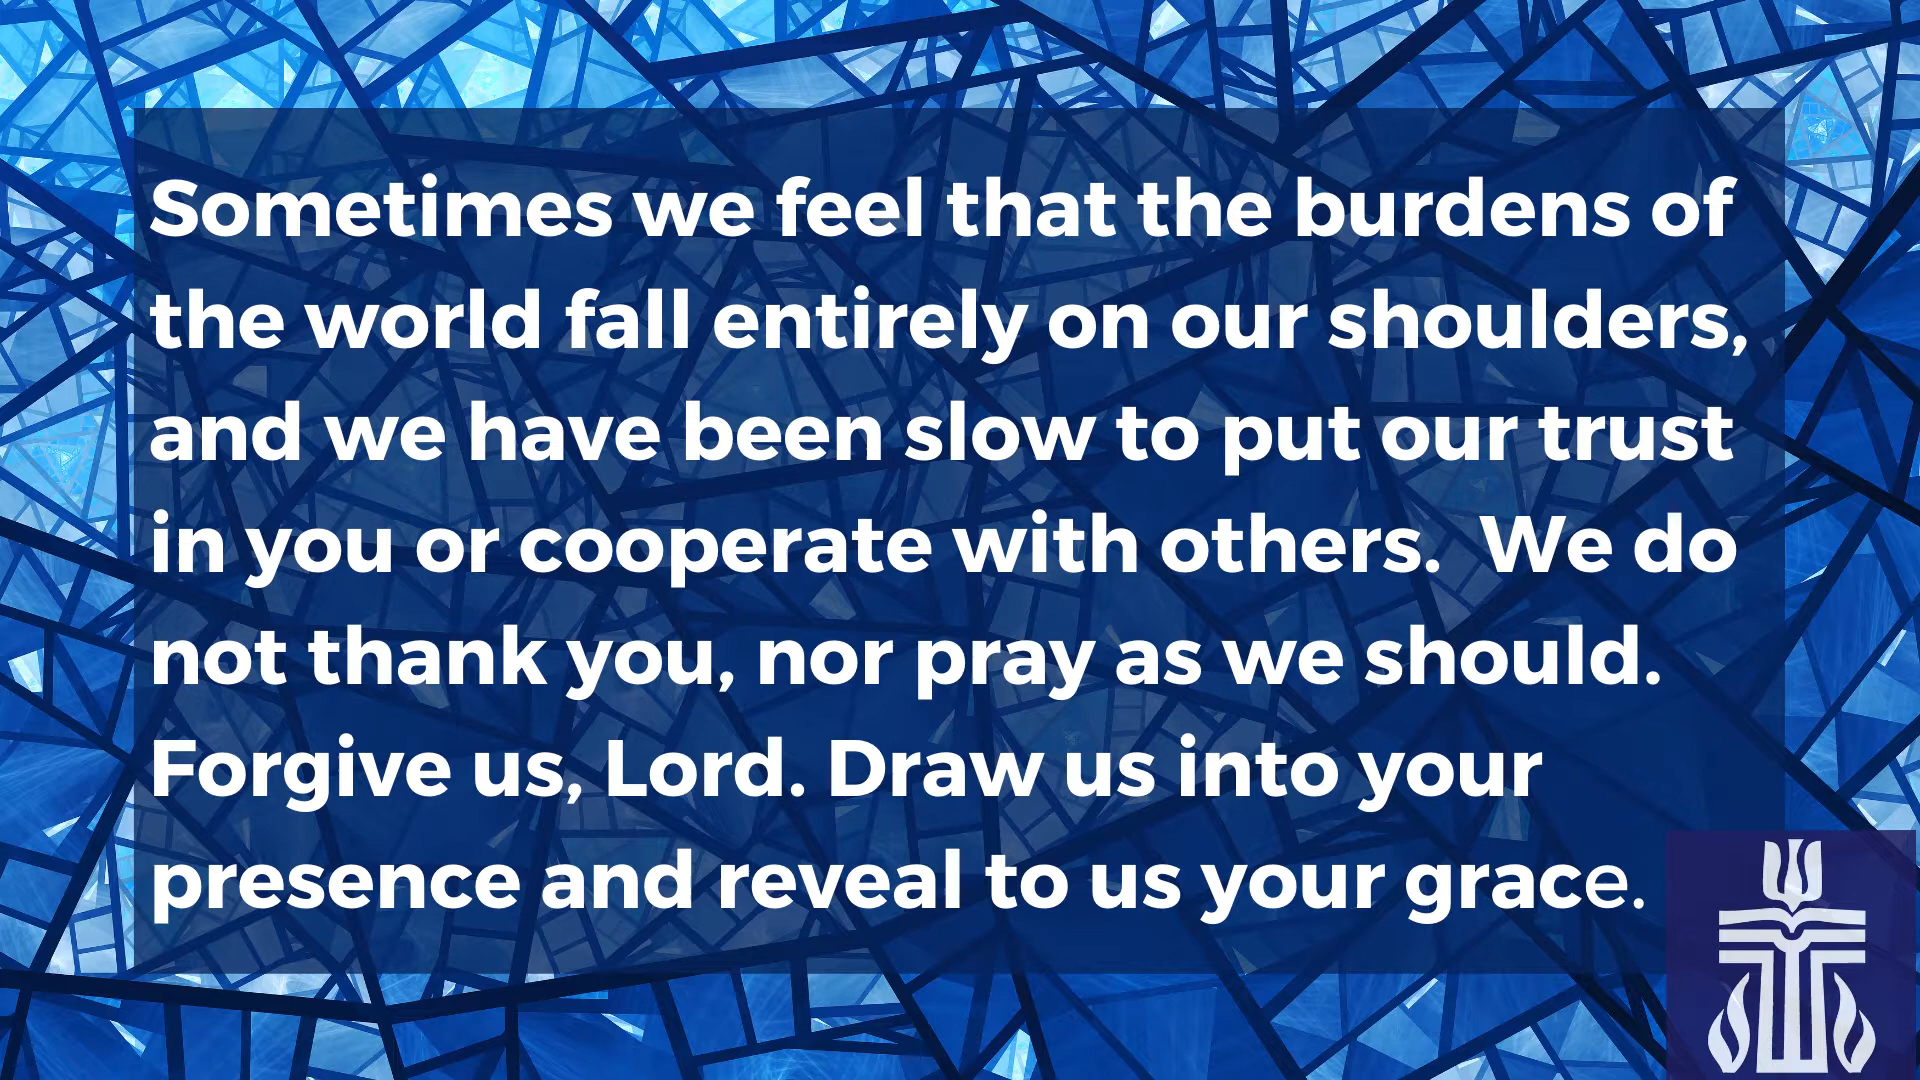 Sometimes we feel that the burdens of
the world fall entirely on our shoulders,
and we have been slow to put our trust
in you or cooperate with others.  We do
not thank you, nor pray as we should.
Forgive us, Lord. Draw us into your
presence and reveal to us your grace.